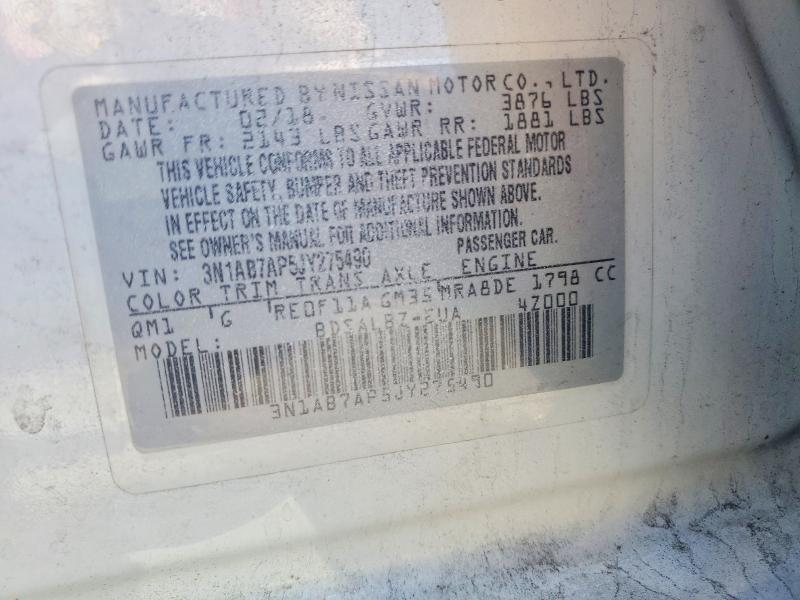 MANUFACTURED BY NISSAN MOTOR CO., LTD.
DATE: 02/18 GVWR: 3876 LBS
GAWR FR: 2143 LBS GAWR RR: 1881 LBS
THIS VEHICLE CONFORMS TO ALL APPLICABLE FEDERAL MOTOR
VEHICLE SAFETY, BUMPER AND THEFT PREVENTION STANDARDS
IN EFFECT ON THE DATE OF MANUFACTURE SHOWN ABOVE.
SEE OWNER'S MANUAL FOR ADDITIONAL INFORMATION.
VIN: 3N1AB7AP5JY275490 PASSENGER CAR.
COLOR TRIM TRANS AXLE ENGINE
QM1 G RE0F11A GM35 MRA8DE 1798 CC
MODEL: 4Z000
3N1AB7AP5JY275490